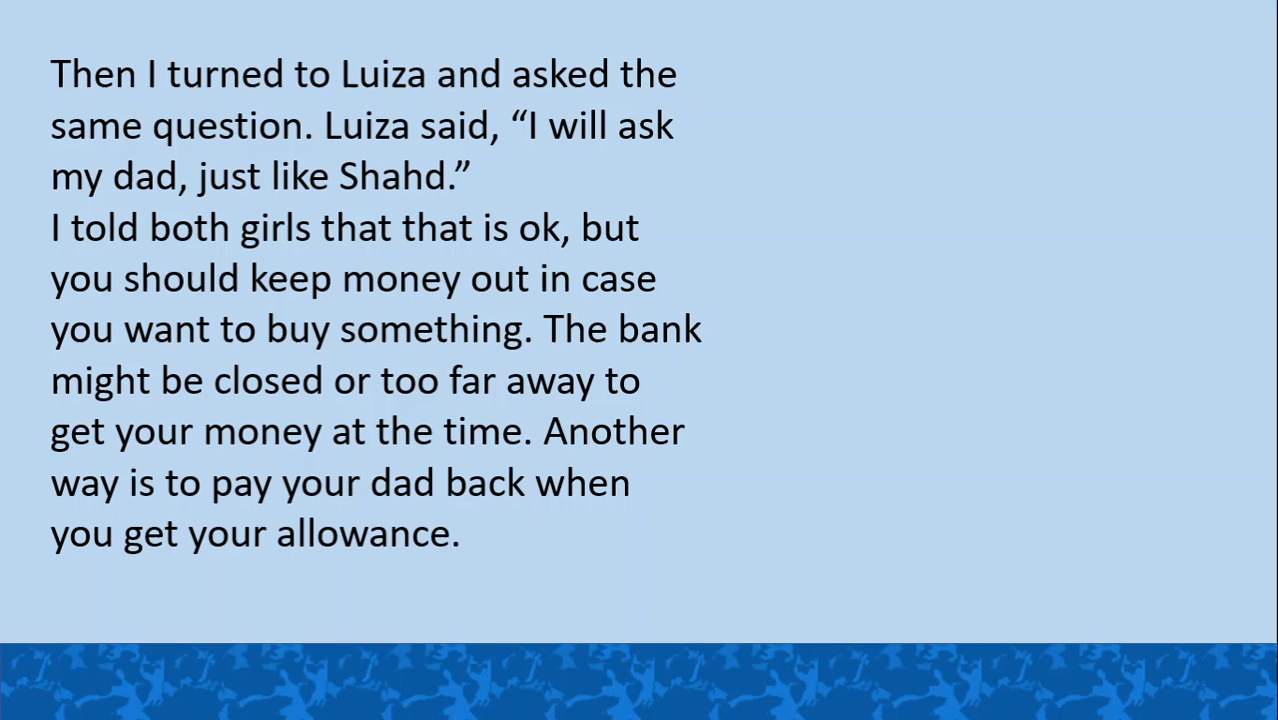 Then I turned to Luiza and asked the
same question. Luiza said, “I will ask
my dad, just like Shahd.”
I told both girls that that is ok, but
you should keep money out in case
you want to buy something. The bank
might be closed or too far away to
get your money at the time. Another
way is to pay your dad back when
you get your allowance.